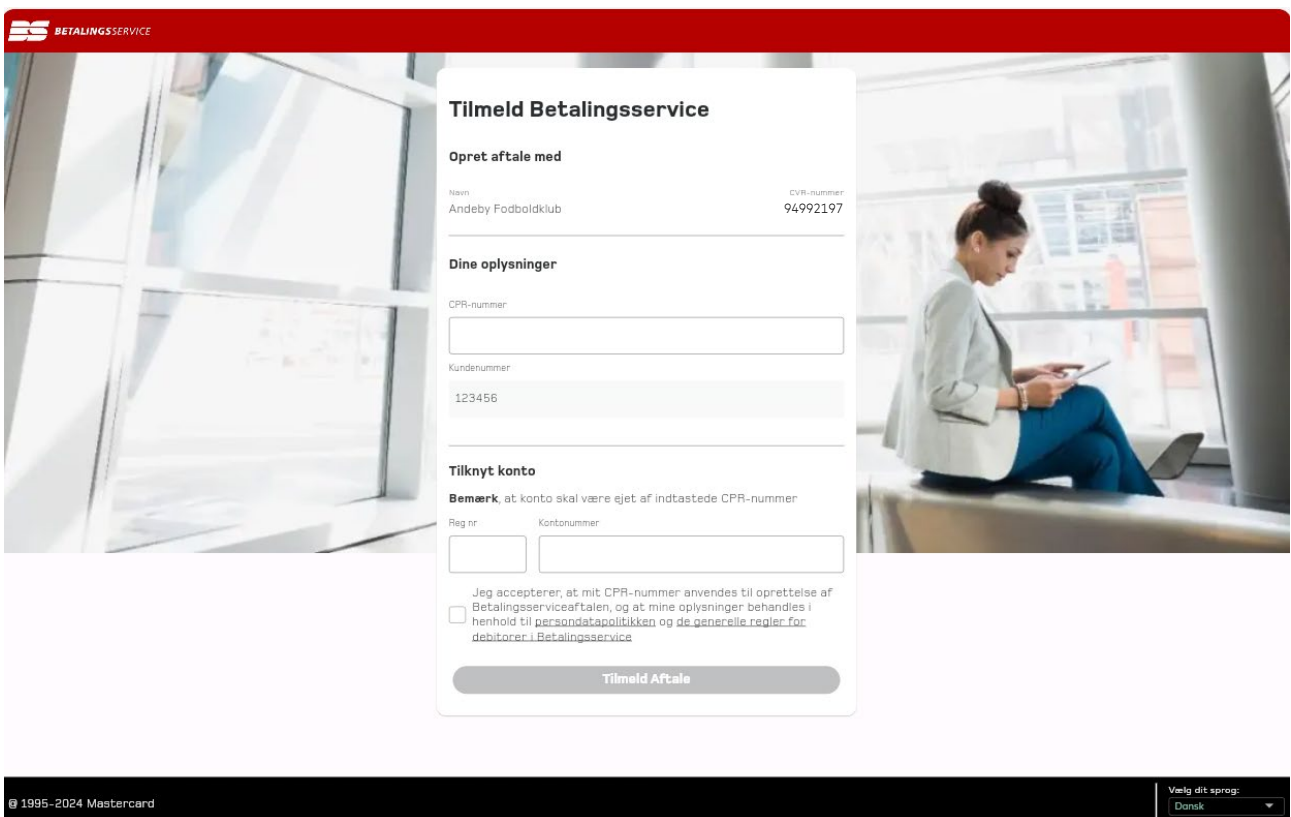 BETALINGSSERVICE
Tilmeld Betalingsservice
Opret aftale med
Navn
CVR-nummer
Andeby Fodboldklub
94992197
Dine oplysninger
CPR-nummer
Kundenummer
123456
Tilknyt konto
Bemærk, at konto skal være ejet af indtastede CPR-nummer
Reg nr
Kontonummer
Jeg accepterer, at mit CPR-nummer anvendes til oprettelse af
Betalingsserviceaftalen, og at mine oplysninger behandles i
henhold til persondatapolitikken og de generelle regler for
debitorer i Betalingsservice
Tilmeld Aftale
@ 1995-2024 Mastercard
Vælg dit sprog:
Dansk